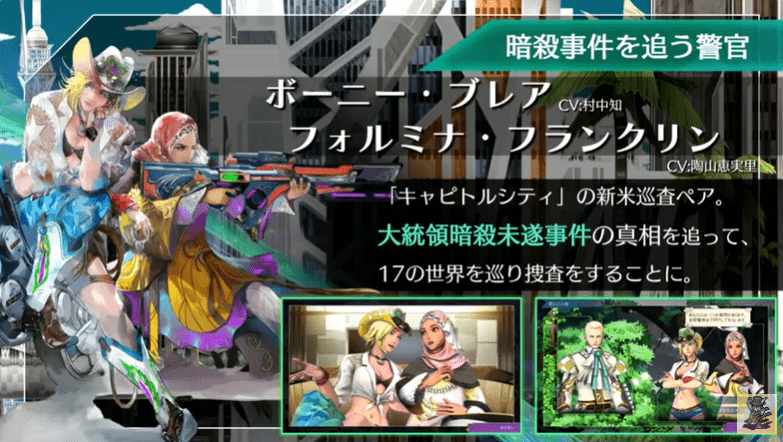 暗殺事件を追う警官
ボーニー・ブレア CV:村中知
フォルミナ・フランクリン
CV:陶山恵実里
「キャピトルシティ」の新米巡査ペア。
大統領暗殺未遂事件の真相を追って、
17の世界を巡り捜査をすることに。